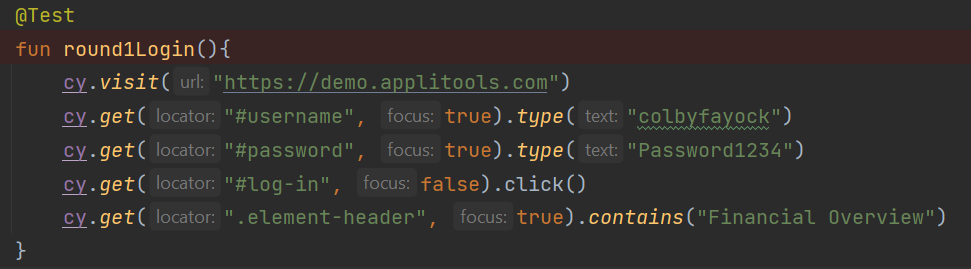 @Test
fun round1Login(){
cy.visit( url: "https://demo.applitools.com")
cy.get( locator: "#username", focus: true).type( text: "colbyfayock")
cy.get( locator: "#password", focus: true).type( text: "Password1234")
cy.get( locator: "#log-in", focus: false).click()
cy.get( locator: ".element-header", focus: true).contains("Financial Overview")
}